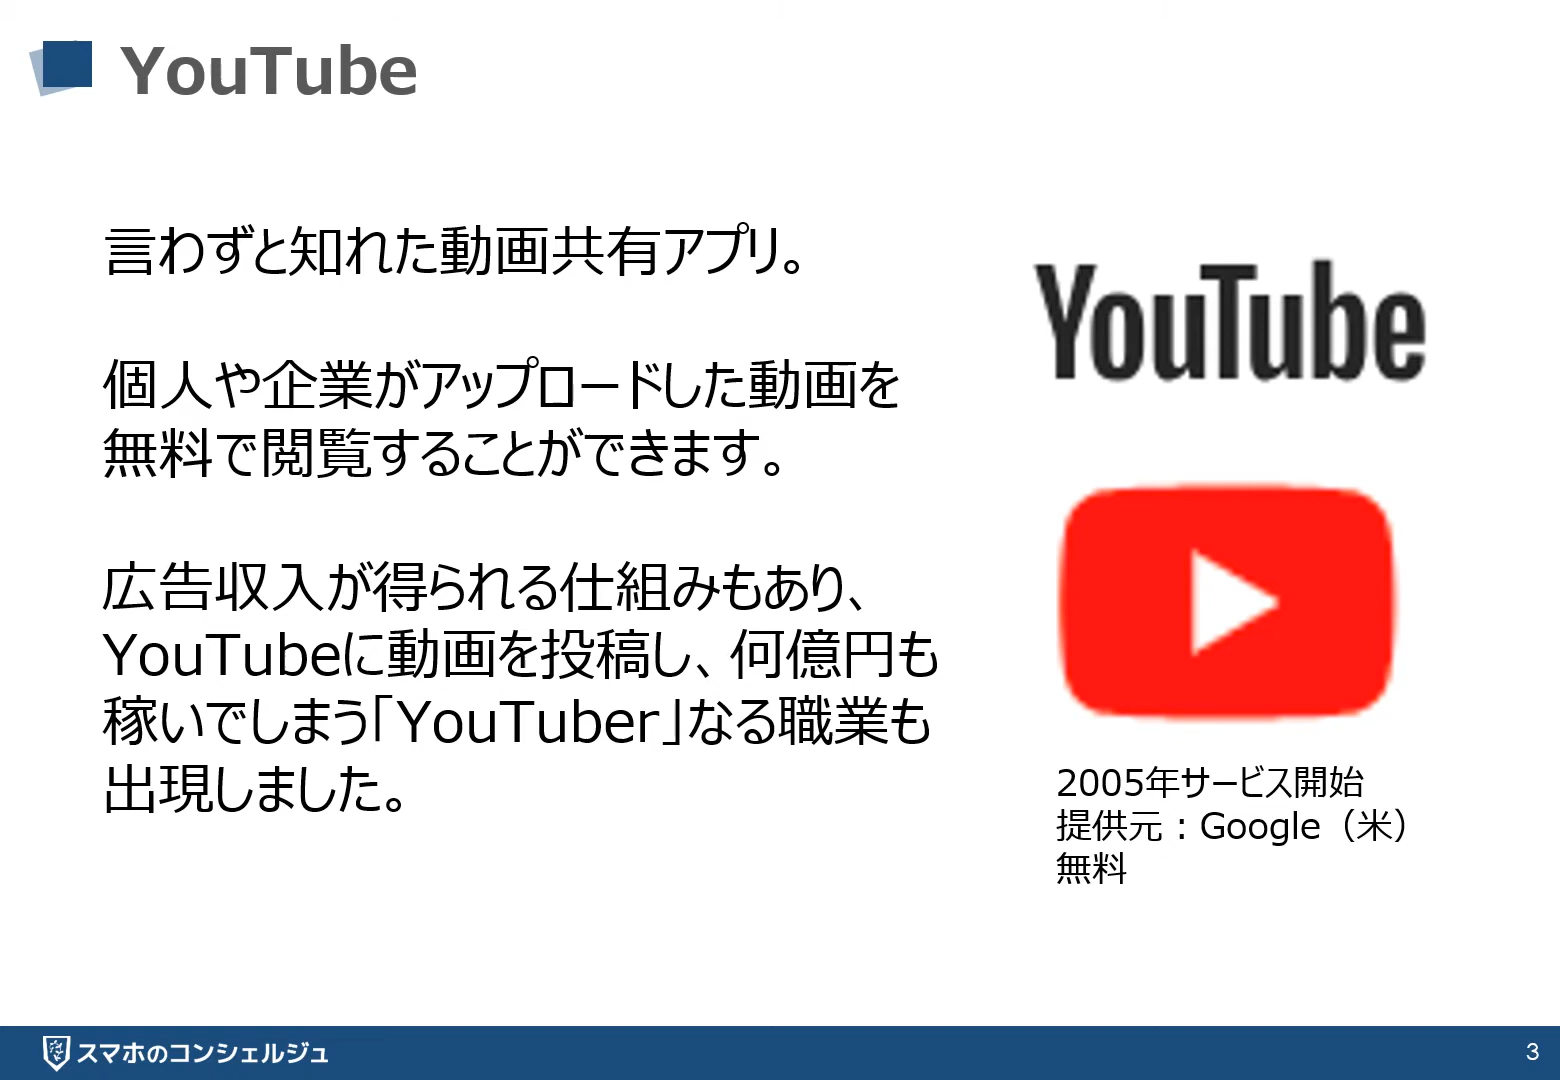 YouTube
言わずと知れた動画共有アプリ。
個人や企業がアップロードした動画を
無料で閲覧することができます。
広告収入が得られる仕組みもあり、
YouTubeに動画を投稿し、何億円も
稼いでしまう「YouTuber」なる職業も
出現しました。
YouTube
2005年サービス開始
提供元：Google（米）
無料
スマホのコンシェルジュ
3